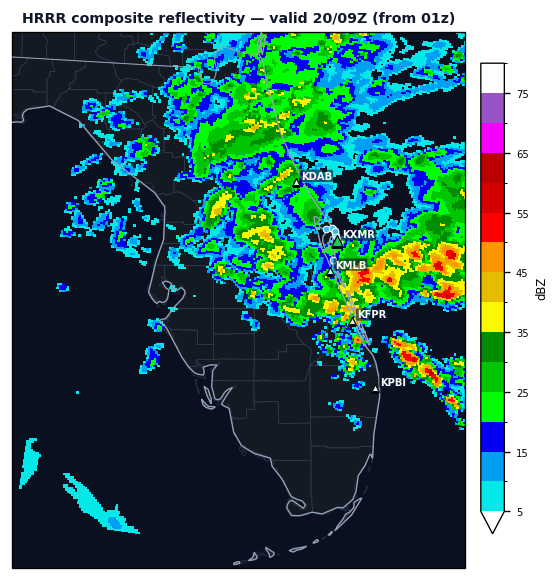 HRRR composite reflectivity — valid 20/09Z (from 01z)
KDAB
KXMR
KMLB
KFPR
KPBI
75
65
55
45
35
25
15
5
dBZ